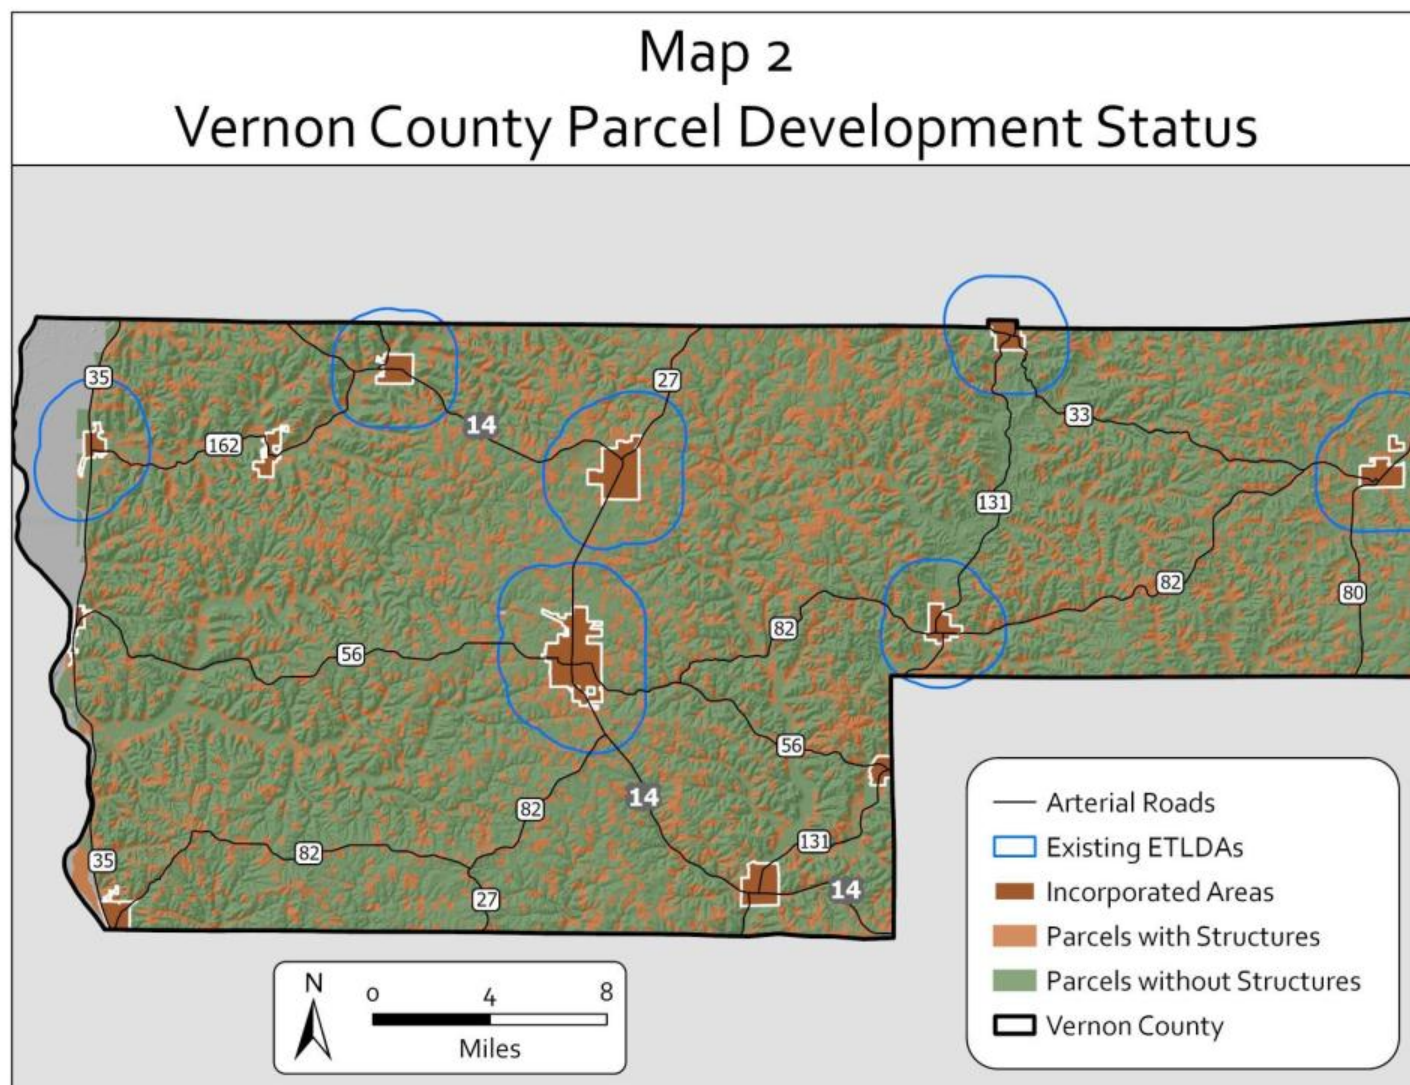 Map 2
Vernon County Parcel Development Status
35
27
162
14
33
131
82
80
82
56
56
14
82
131
82
35
14
27
Arterial Roads
Existing ETLDAs
Incorporated Areas
Parcels with Structures
Parcels without Structures
Vernon County
N
0 4 8
Miles